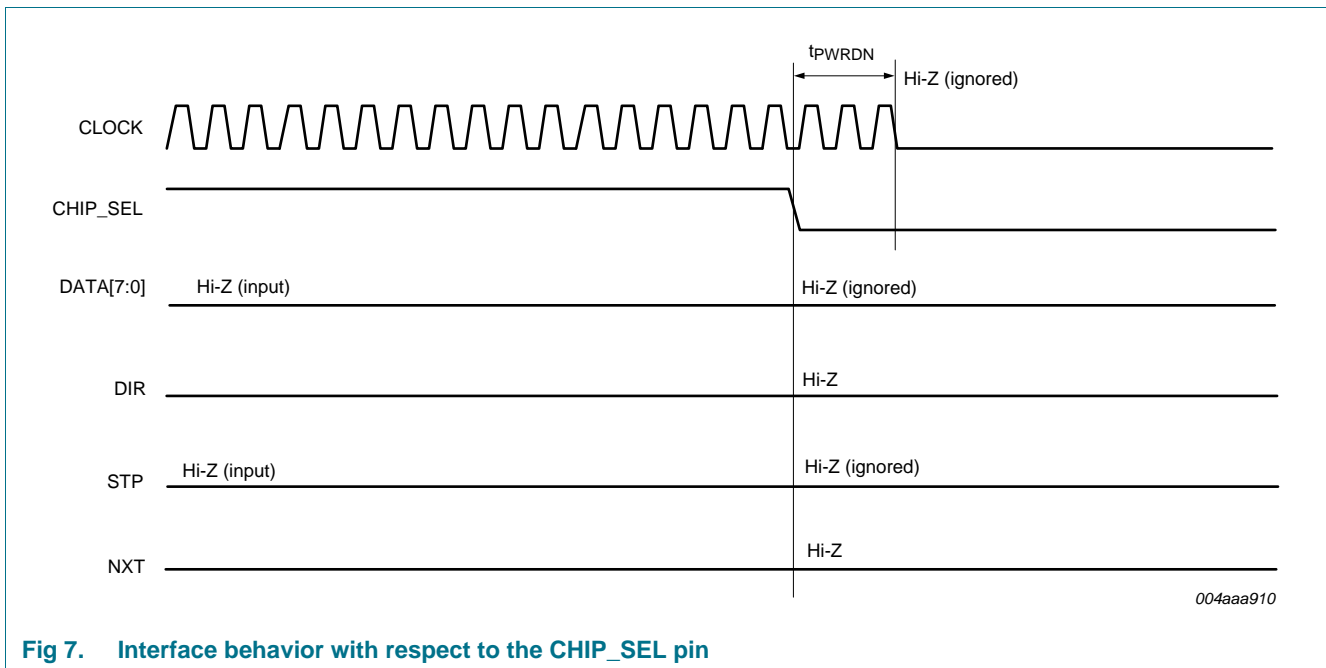 tPWRDN
Hi-Z (ignored)
CLOCK
CHIP_SEL
DATA[7:0] Hi-Z (input) Hi-Z (ignored)
DIR Hi-Z
STP Hi-Z (input) Hi-Z (ignored)
NXT Hi-Z
004aaa910
Fig 7. Interface behavior with respect to the CHIP_SEL pin